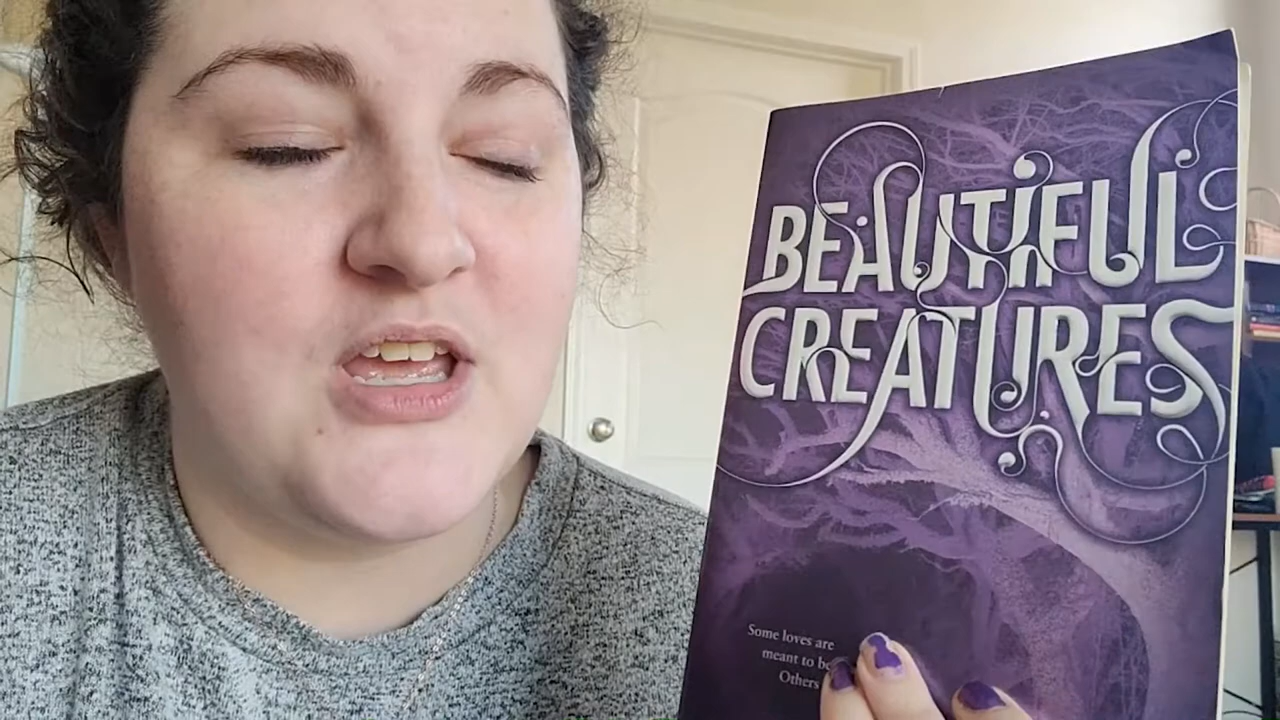 BEAUTIFUL
CREATURES
Some loves are
meant to be
Others